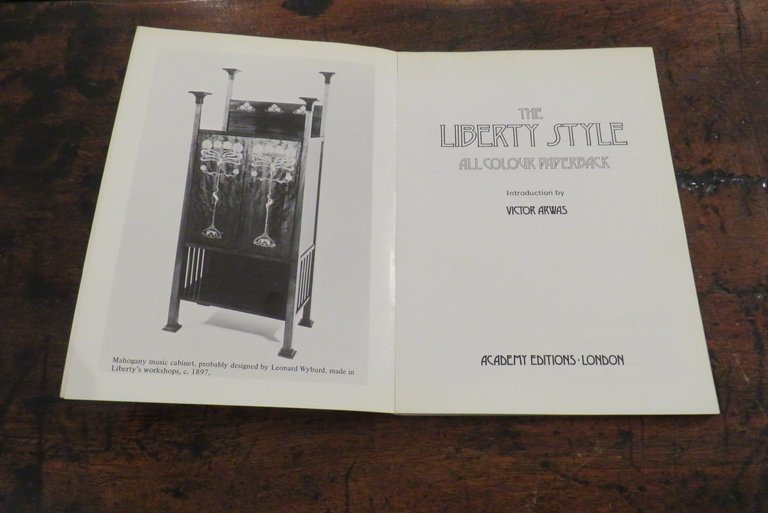 Mahogany music cabinet, probably designed by Leonard Wyburd, made in
Liberty's workshops, c. 1897.
THE
LIBERTY STYLE
ALL COLOUR PAPERBACK
Introduction by
VICTOR ARWAS
ACADEMY EDITIONS · LONDON